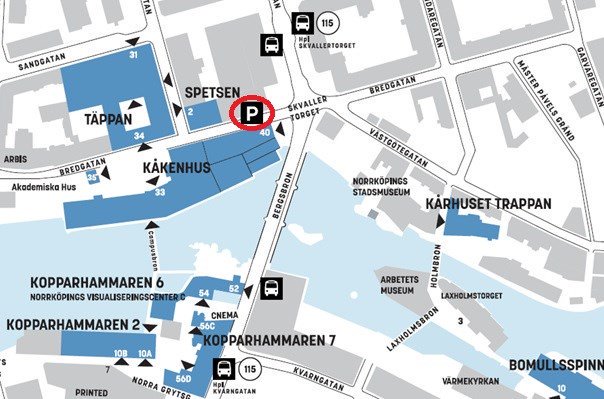 115
Hpl
SKVALLERTORGET
31
SANDGATAN
SPETSEN
2
P
SKVALLER
TORGET
BREDGATAN
MÄSTER PÅVELS GRÄND
GARVAREGATAN
TÄPPAN
34
40
KÅKENHUS
ARBIS
BREDGATAN
35
33
Akademiska Hus
VÄSTGÖTEGATAN
NORRKÖPINGS
STADSMUSEUM
KÅRHUSET TRAPPAN
BERGSBRON
Campusbron
HOLMBRON
KOPPARHAMMAREN 6
NORRKÖPINGS VISUALISERINGSCENTER C
54
52
ARBETETS
MUSEUM
LAXHOLMSTORGET
3
LAXHOLMSBRON
CNEMA
56C
KOPPARHAMMAREN 2
KOPPARHAMMAREN 7
7
10B
10A
56D
115
Hpl
KVARNGATAN
KVARNGATAN
PRINTED
NORRA GRYTSG
VÄRMEKYRKAN
BOMULLSSPINN
10